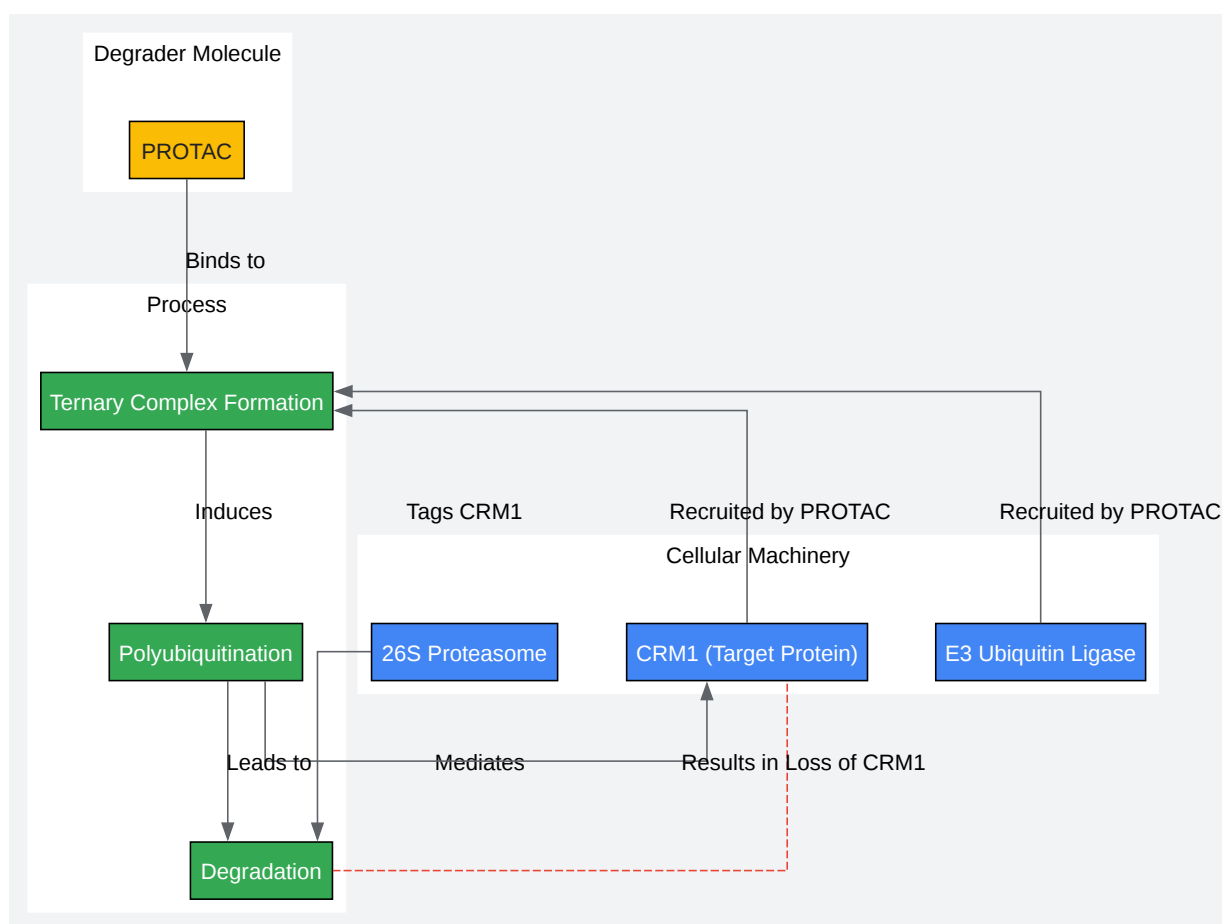 Degrader Molecule
PROTAC
Binds to
Process
Ternary Complex Formation
Induces
Tags CRM1
Recruited by PROTAC
Recruited by PROTAC
Cellular Machinery
Polyubiquitination
26S Proteasome
CRM1 (Target Protein)
E3 Ubiquitin Ligase
Leads to
Mediates
Results in Loss of CRM1
Degradation